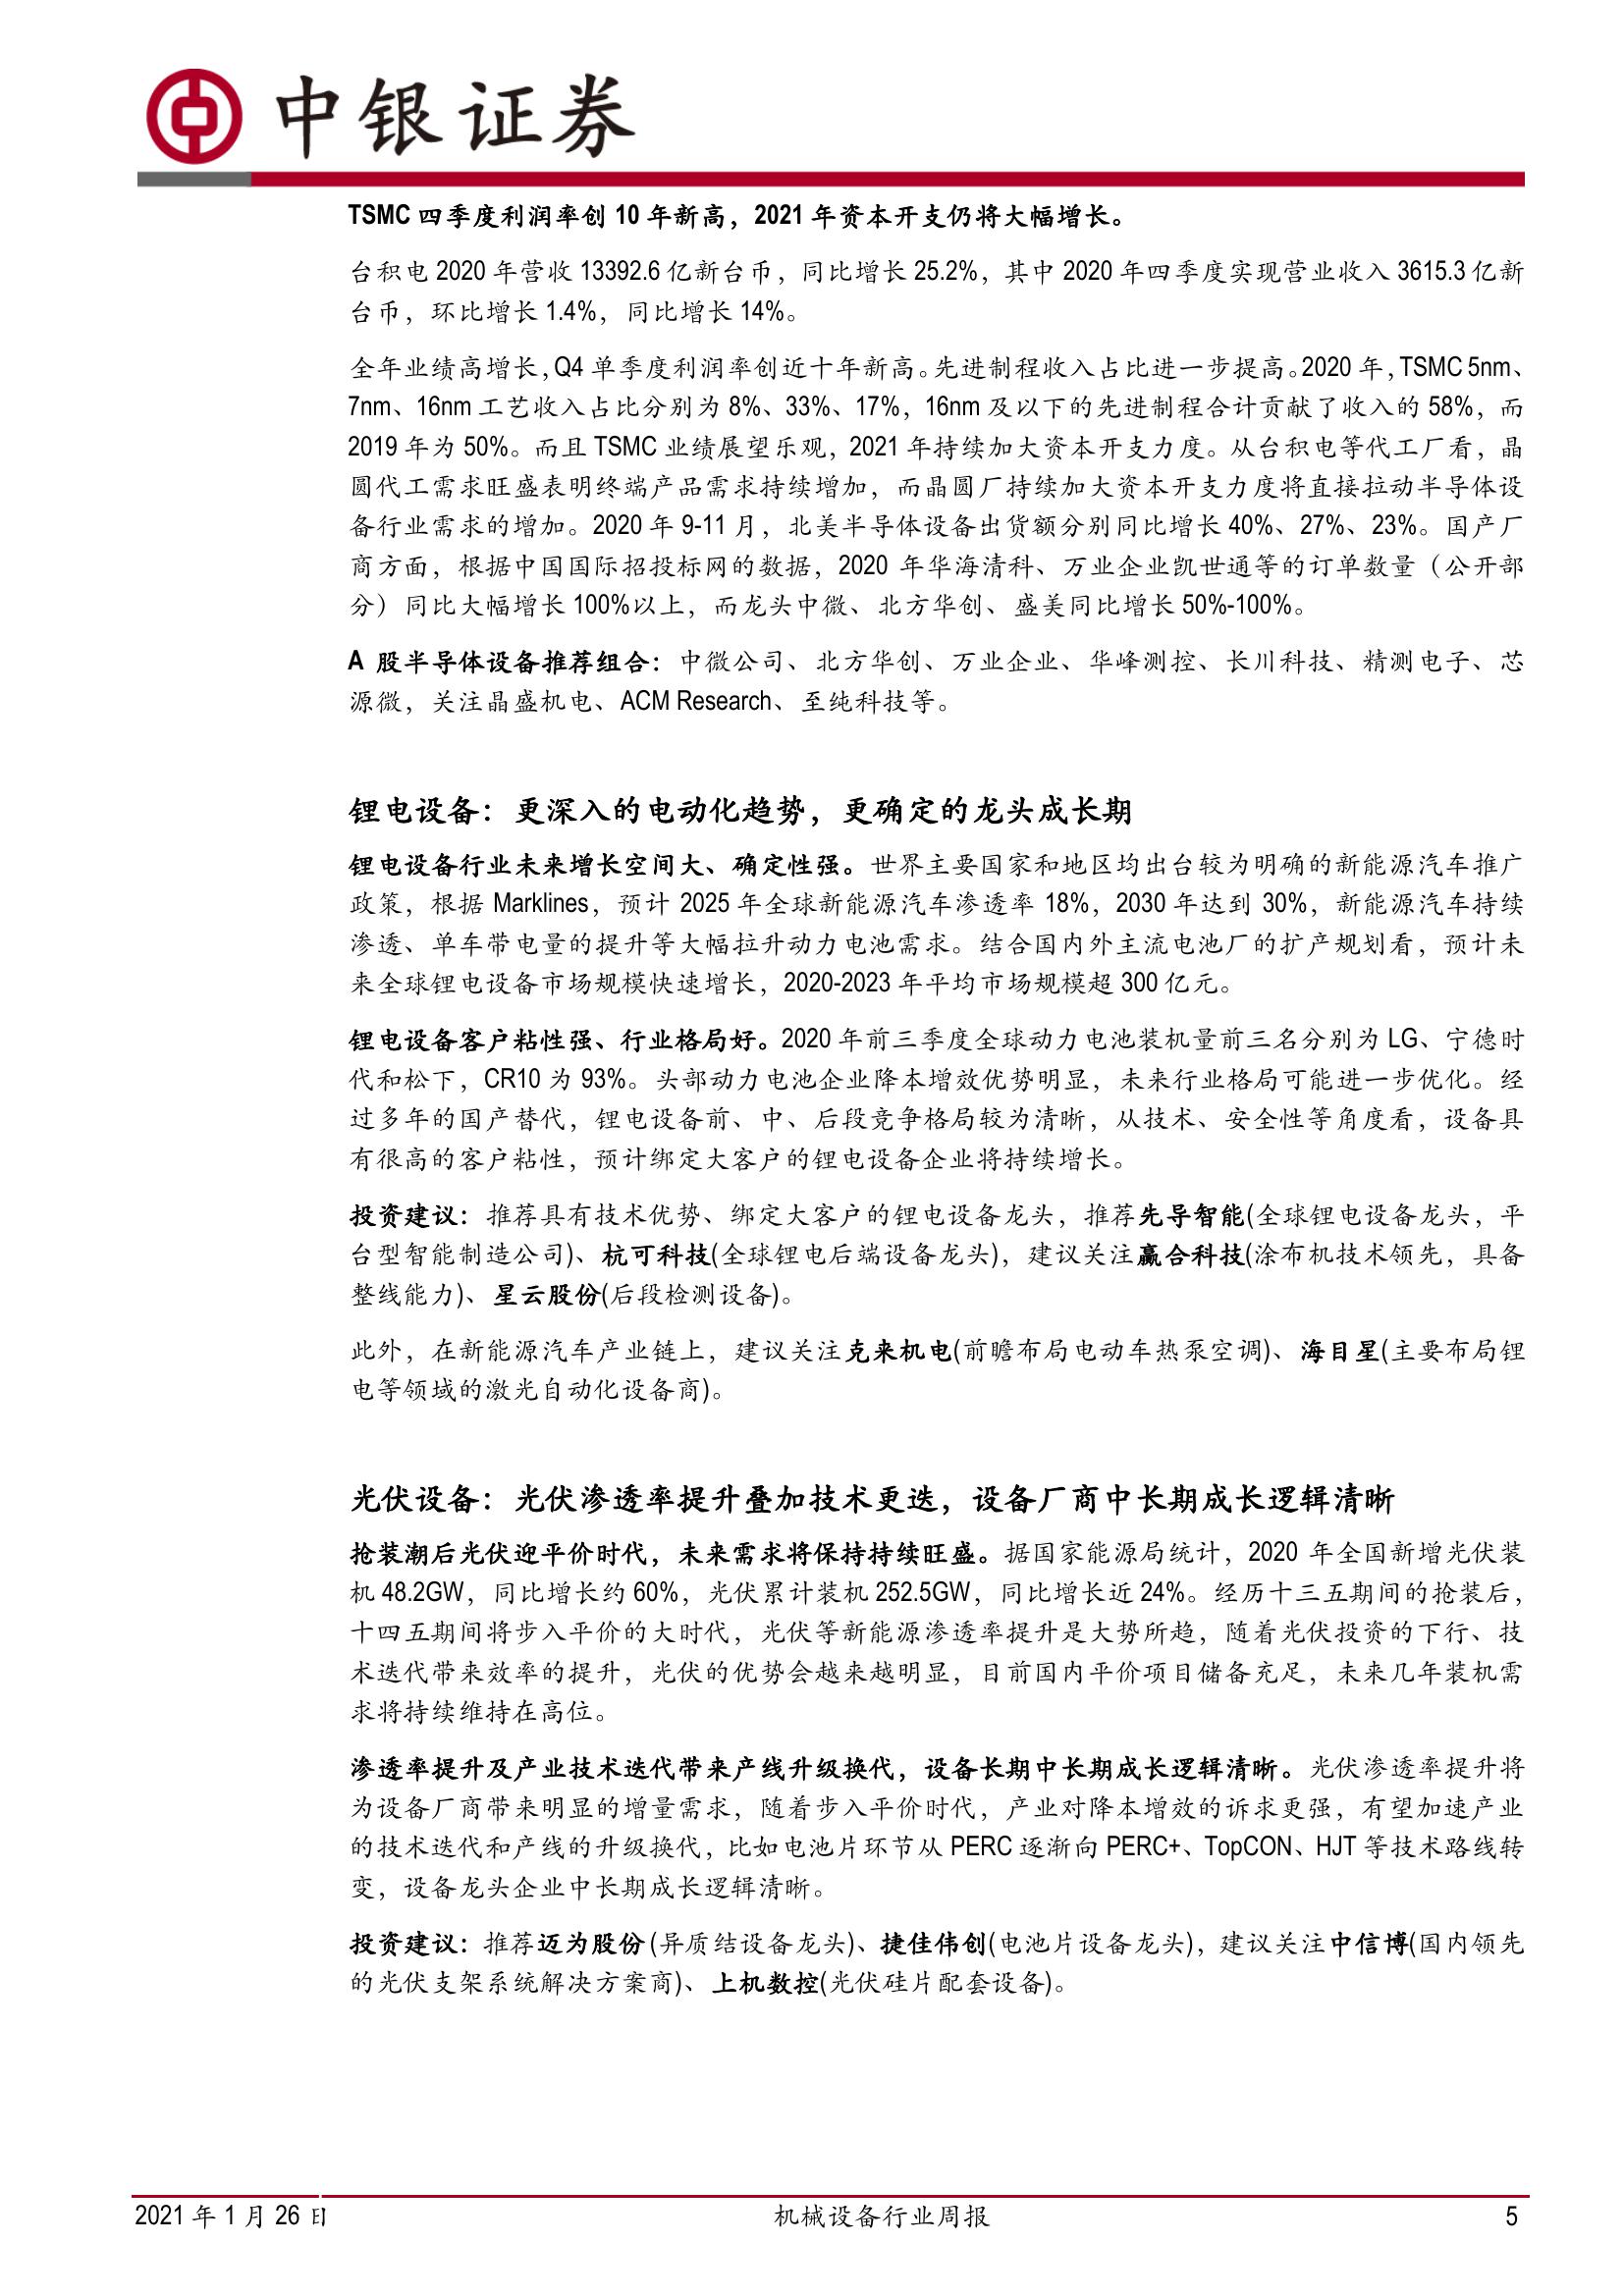 中银证券
TSMC 四季度利润率创 10 年新高，2021 年资本开支仍将大幅增长。
台积电 2020 年营收 13392.6 亿新台币，同比增长 25.2%，其中 2020 年四季度实现营业收入 3615.3 亿新
台币，环比增长 1.4%，同比增长 14%。
全年业绩高增长，Q4 单季度利润率创近十年新高。先进制程收入占比进一步提高。2020 年，TSMC 5nm、
7nm、16nm 工艺收入占比分别为 8%、33%、17%，16nm 及以下的先进制程合计贡献了收入的 58%，而
2019 年为 50%。而且 TSMC 业绩展望乐观，2021 年持续加大资本开支力度。从台积电等代工厂看，晶
圆代工需求旺盛表明终端产品需求持续增加，而晶圆厂持续加大资本开支力度将直接拉动半导体设
备行业需求的增加。2020 年 9-11 月，北美半导体设备出货额分别同比增长 40%、27%、23%。国产厂
商方面，根据中国国际招投标网的数据，2020 年华海清科、万业企业凯世通等的订单数量（公开部
分）同比大幅增长 100%以上，而龙头中微、北方华创、盛美同比增长 50%-100%。
A 股半导体设备推荐组合：中微公司、北方华创、万业企业、华峰测控、长川科技、精测电子、芯
源微，关注晶盛机电、ACM Research、至纯科技等。
锂电设备：更深入的电动化趋势，更确定的龙头成长期
锂电设备行业未来增长空间大、确定性强。世界主要国家和地区均出台较为明确的新能源汽车推广
政策，根据 Marklines，预计 2025 年全球新能源汽车渗透率 18%，2030 年达到 30%，新能源汽车持续
渗透、单车带电量的提升等大幅拉升动力电池需求。结合国内外主流电池厂的扩产规划看，预计未
来全球锂电设备市场规模快速增长，2020-2023 年平均市场规模超 300 亿元。
锂电设备客户粘性强、行业格局好。2020 年前三季度全球动力电池装机量前三名分别为 LG、宁德时
代和松下，CR10 为 93%。头部动力电池企业降本增效优势明显，未来行业格局可能进一步优化。经
过多年的国产替代，锂电设备前、中、后段竞争格局较为清晰，从技术、安全性等角度看，设备具
有很高的客户粘性，预计绑定大客户的锂电设备企业将持续增长。
投资建议：推荐具有技术优势、绑定大客户的锂电设备龙头，推荐先导智能(全球锂电设备龙头，平
台型智能制造公司)、杭可科技(全球锂电后端设备龙头)，建议关注赢合科技(涂布机技术领先，具备
整线能力)、星云股份(后段检测设备)。
此外，在新能源汽车产业链上，建议关注克来机电(前瞻布局电动车热泵空调)、海目星(主要布局锂
电等领域的激光自动化设备商)。
光伏设备：光伏渗透率提升叠加技术更迭，设备厂商中长期成长逻辑清晰
抢装潮后光伏迎平价时代，未来需求将保持持续旺盛。据国家能源局统计，2020 年全国新增光伏装
机 48.2GW，同比增长约 60%，光伏累计装机 252.5GW，同比增长近 24%。经历十三五期间的抢装后，
十四五期间将步入平价的大时代，光伏等新能源渗透率提升是大势所趋，随着光伏投资的下行、技
术迭代带来效率的提升，光伏的优势会越来越明显，目前国内平价项目储备充足，未来几年装机需
求将持续维持在高位。
渗透率提升及产业技术迭代带来产线升级换代，设备长期中长期成长逻辑清晰。光伏渗透率提升将
为设备厂商带来明显的增量需求，随着步入平价时代，产业对降本增效的诉求更强，有望加速产业
的技术迭代和产线的升级换代，比如电池片环节从 PERC 逐渐向 PERC+、TopCON、HJT 等技术路线转
变，设备龙头企业中长期成长逻辑清晰。
投资建议：推荐迈为股份(异质结设备龙头)、捷佳伟创(电池片设备龙头)，建议关注中信博(国内领先
的光伏支架系统解决方案商)、上机数控(光伏硅片配套设备)。
2021 年 1 月 26 日 机械设备行业周报 5